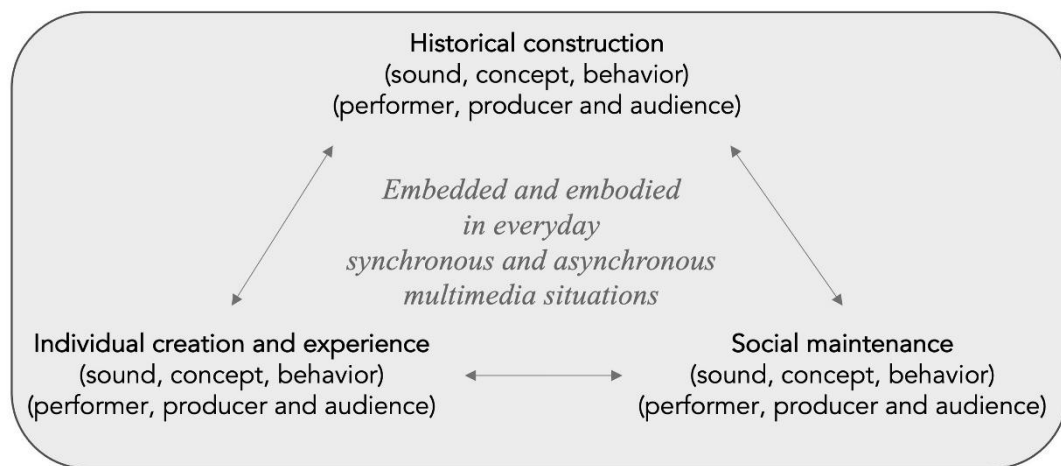 Historical construction
(sound, concept, behavior)
(performer, producer and audience)
Embedded and embodied
in everyday
synchronous and asynchronous
multimedia situations
Individual creation and experience
(sound, concept, behavior)
(performer, producer and audience)
Social maintenance
(sound, concept, behavior)
(performer, producer and audience)